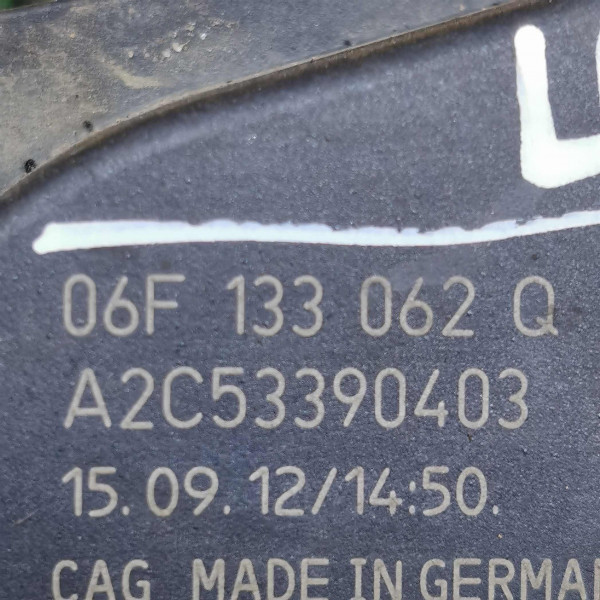 06F 133 062 Q
A2C53390403
15.09.12/14:50.
CAG MADE IN GERMAN